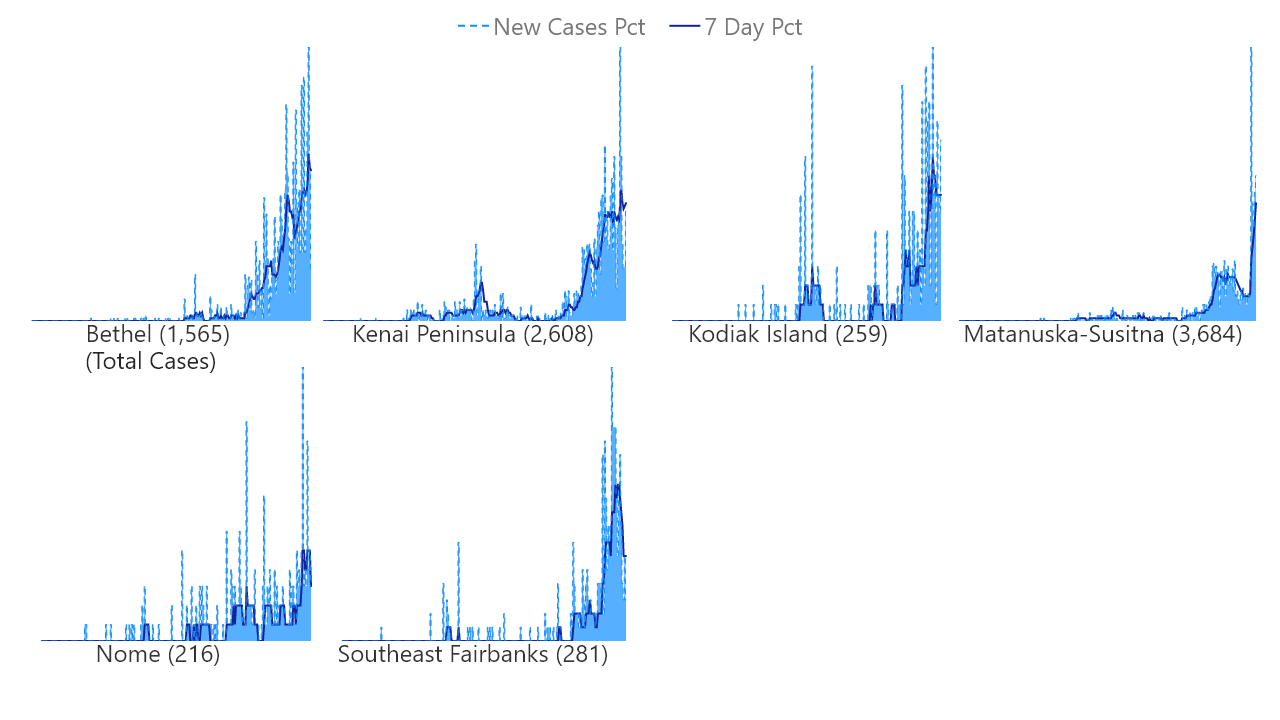 New Cases Pct 7 Day Pct
Bethel (1,565)
(Total Cases)
Kenai Peninsula (2,608)
Kodiak Island (259)
Matanuska-Susitna (3,684)
Nome (216)
Southeast Fairbanks (281)